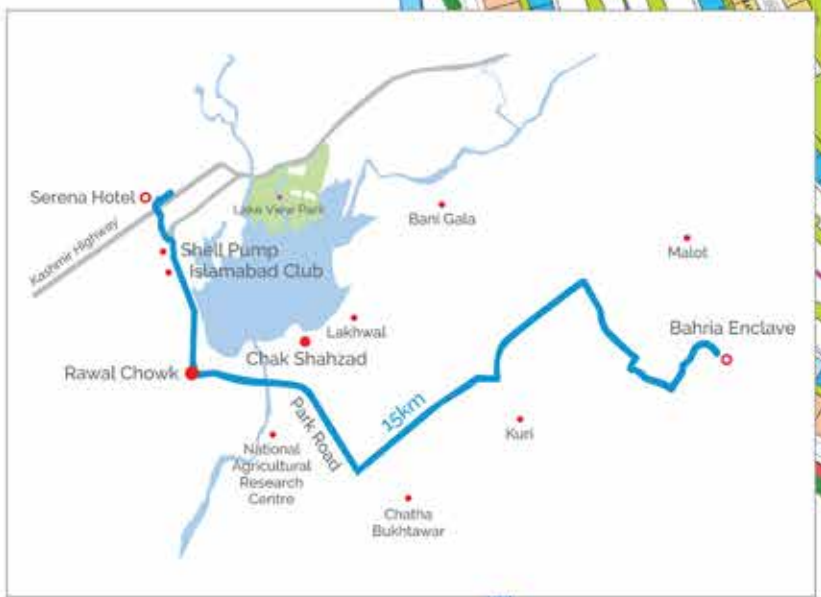 Serena Hotel
Kashmir Highway
Lake View Park
Bani Gala
Malot
Shell Pump
Islamabad Club
Bahria Enclave
Lakhwal
Chak Shahzad
Rawal Chowk
Park Road
15km
Kuri
National
Agricultural
Research
Centre
Chatha
Bukhtawar